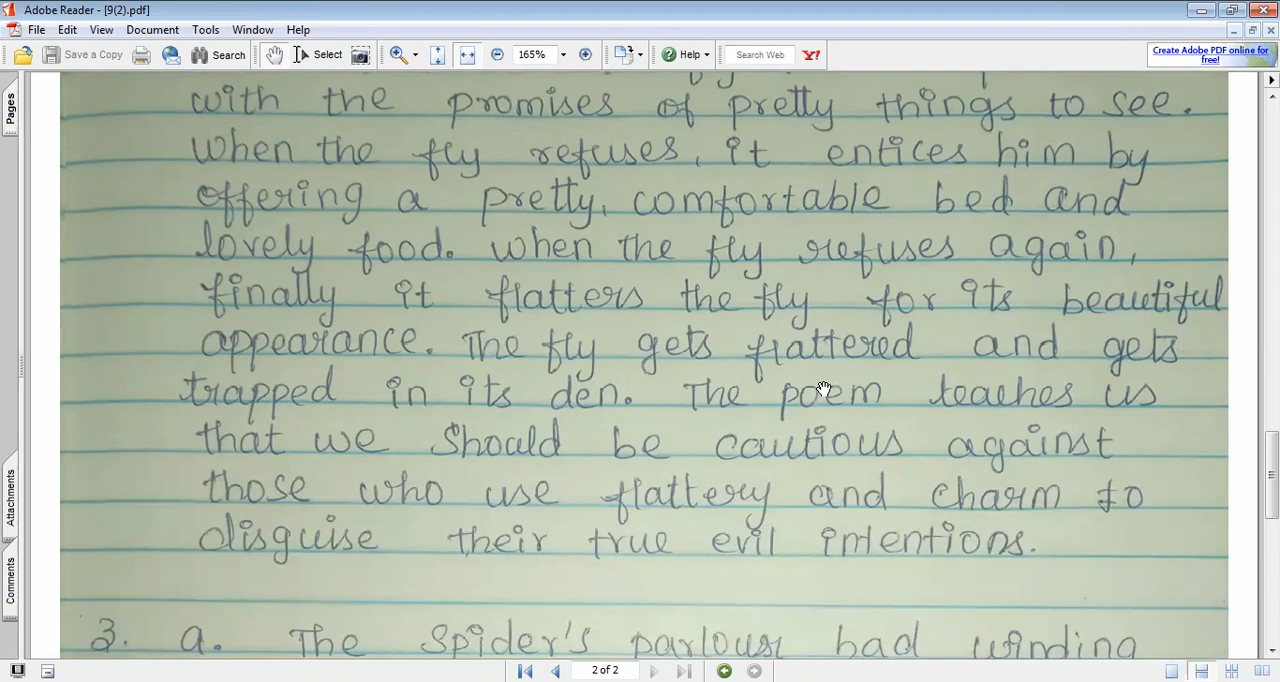 Adobe Reader - [9(2).pdf]
File Edit View Document Tools Window Help
Save a Copy Search Select 165% Help Search Web Y! Create Adobe PDF online for free!
Pages
Attachments
Comments
with the promises of pretty things to see.
When the fly refuses, it entices him by
offering a pretty, comfortable bed and
lovely food. When the fly refuses again,
finally it flatters the fly for its beautiful
appearance. The fly gets flattered and gets
trapped in its den. The poem teaches us
that we should be cautious against
those who use flattery and charm to
disguise their true evil intentions.
3. a. The Spider's parlour had winding
2 of 2